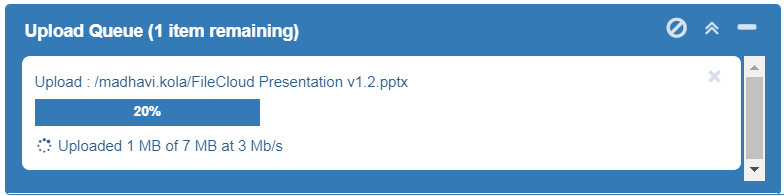 Upload Queue (1 item remaining)
Upload : /madhavi.kola/FileCloud Presentation v1.2.pptx
20%
Uploaded 1 MB of 7 MB at 3 Mb/s